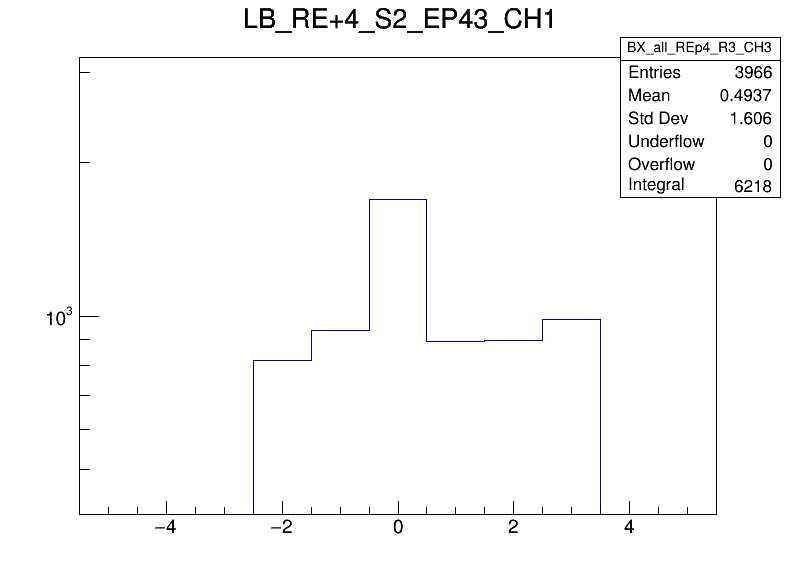 LB_RE+4_S2_EP43_CH1
BX_all_REp4_R3_CH3
Entries 3966
Mean 0.4937
Std Dev 1.606
Underflow 0
Overflow 0
Integral 6218
10³
−4 −2 0 2 4